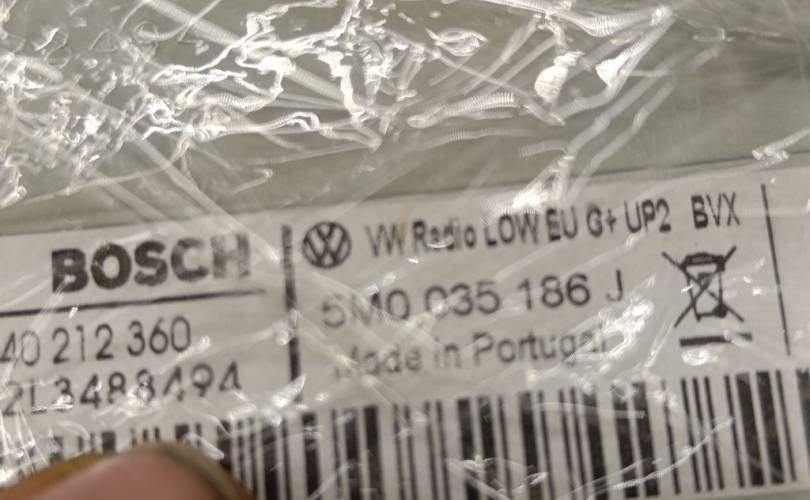 BOSCH
40 212 360
2L3488494
VW Radio LOW EU G+ UP2 BVX
5M0 035 186 J
Made in Portugal